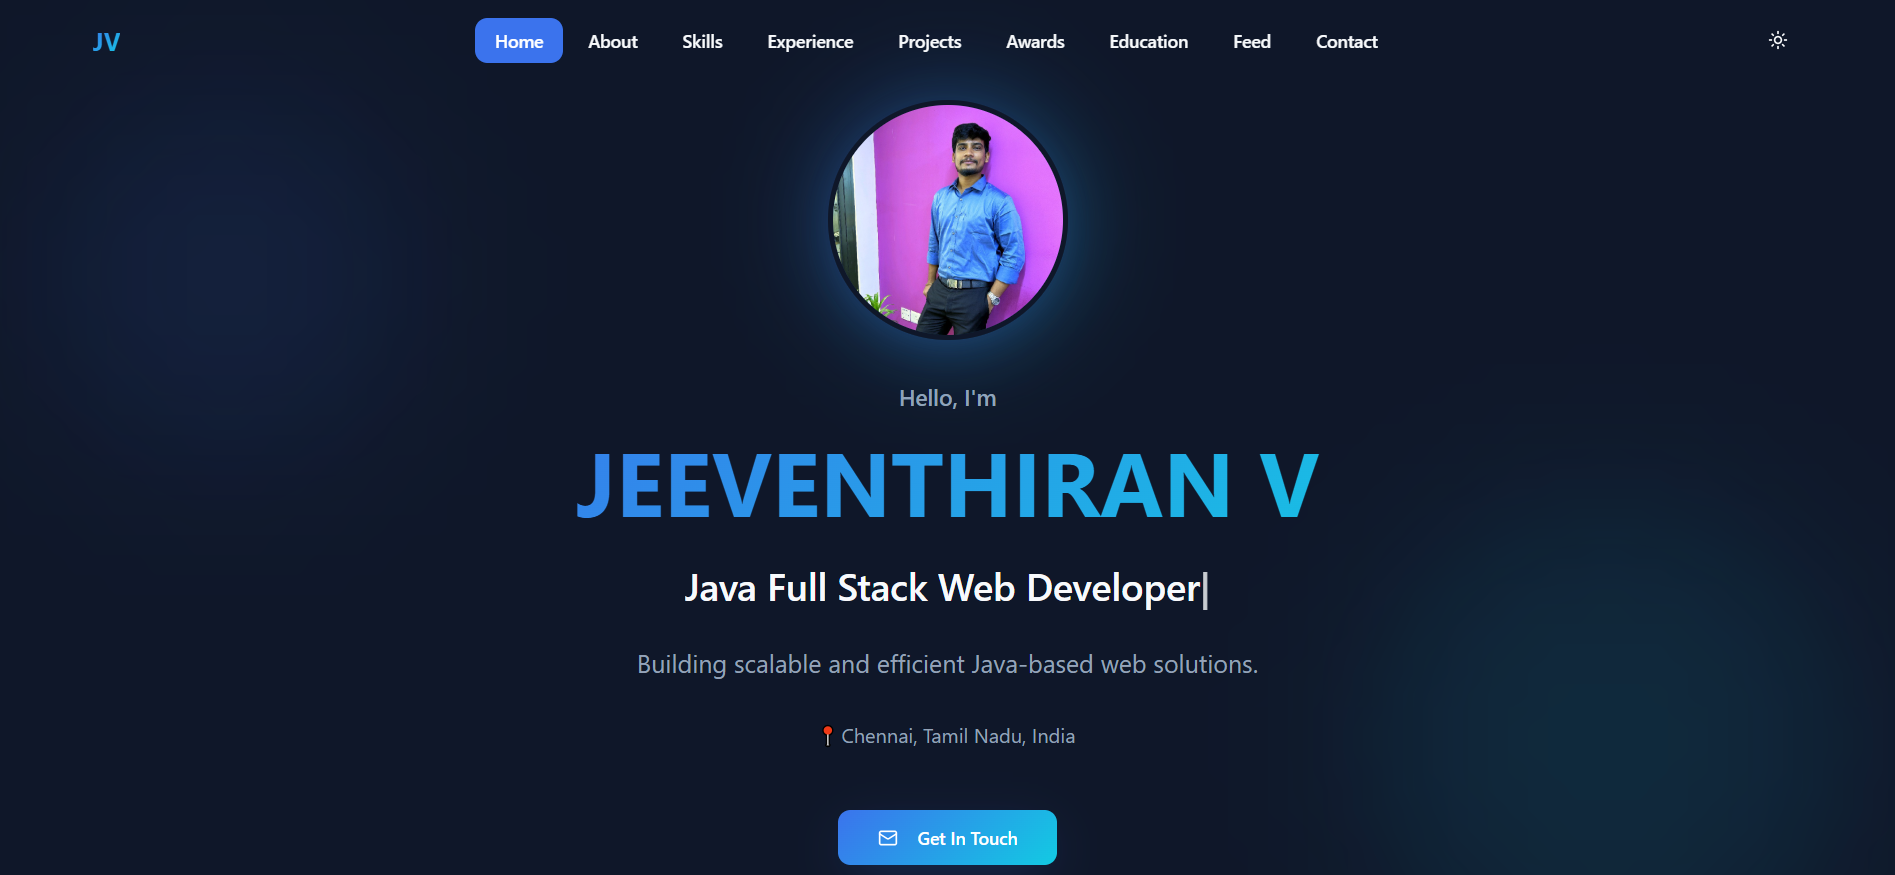 JV
Home About Skills Experience Projects Awards Education Feed Contact
Hello, I'm
JEEVENTHIRAN V
Java Full Stack Web Developer|
Building scalable and efficient Java-based web solutions.
📍 Chennai, Tamil Nadu, India
Get In Touch